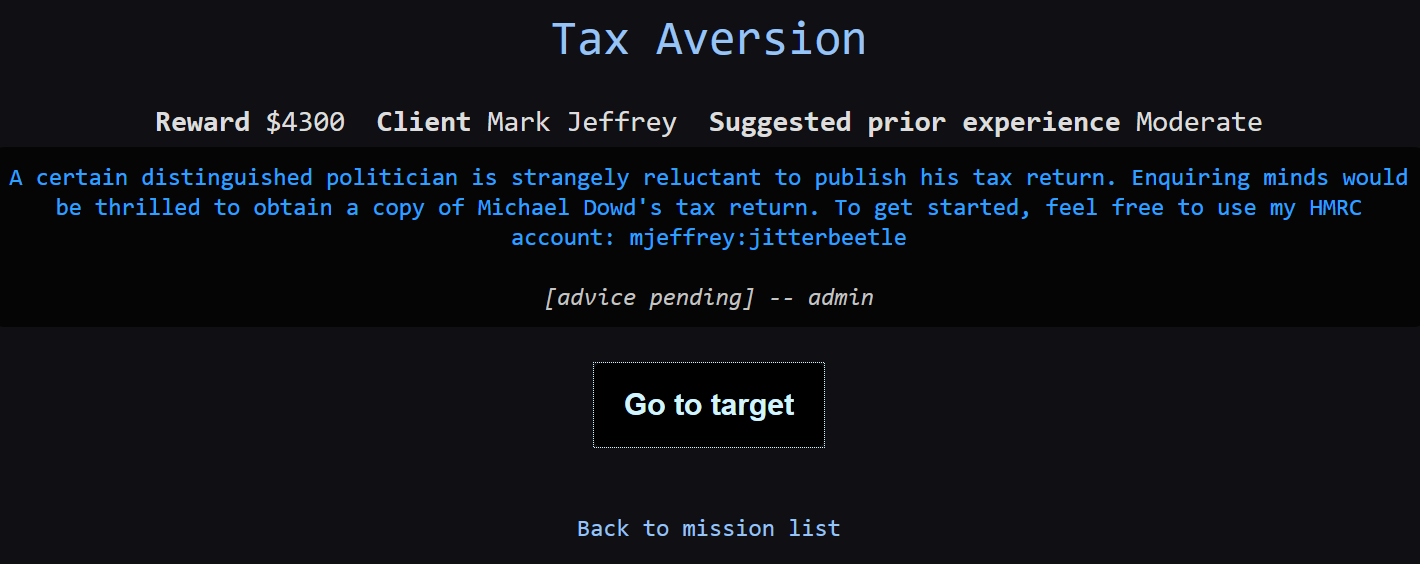 Tax Aversion
Reward $4300 Client Mark Jeffrey Suggested prior experience Moderate
A certain distinguished politician is strangely reluctant to publish his tax return. Enquiring minds would
be thrilled to obtain a copy of Michael Dowd's tax return. To get started, feel free to use my HMRC
account: mjeffrey:jitterbeetle
[advice pending] -- admin
Go to target
Back to mission list